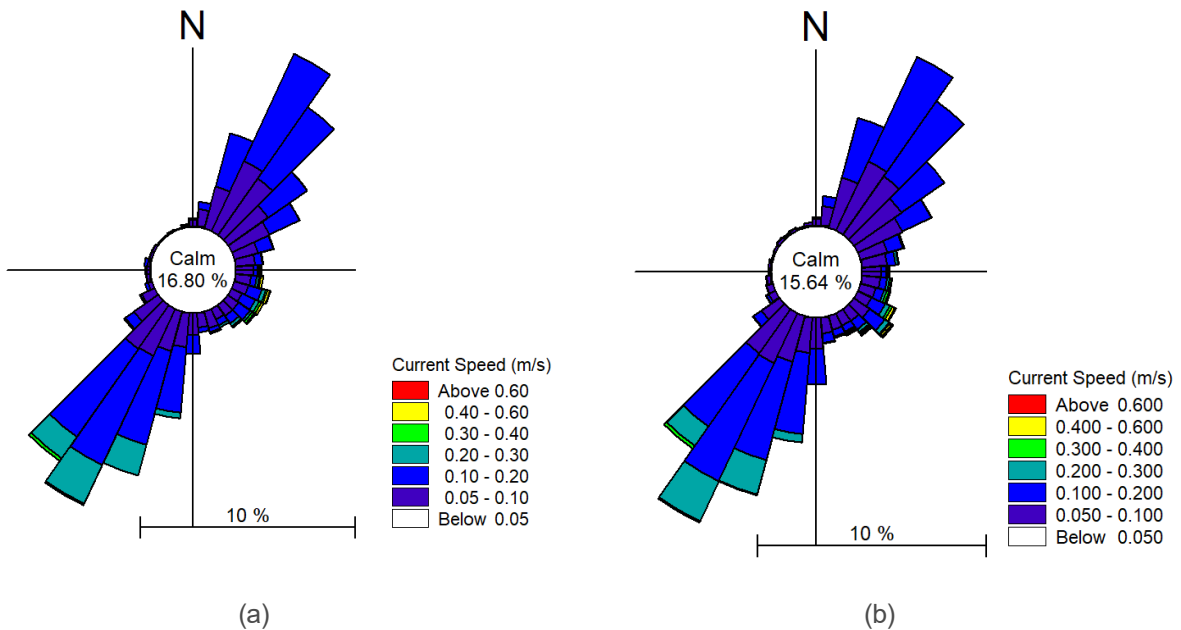 N
Calm
16.80 %
10 %
Current Speed (m/s)
Above 0.60
0.40 - 0.60
0.30 - 0.40
0.20 - 0.30
0.10 - 0.20
0.05 - 0.10
Below 0.05
(a)
N
Calm
15.64 %
10 %
Current Speed (m/s)
Above 0.600
0.400 - 0.600
0.300 - 0.400
0.200 - 0.300
0.100 - 0.200
0.050 - 0.100
Below 0.050
(b)